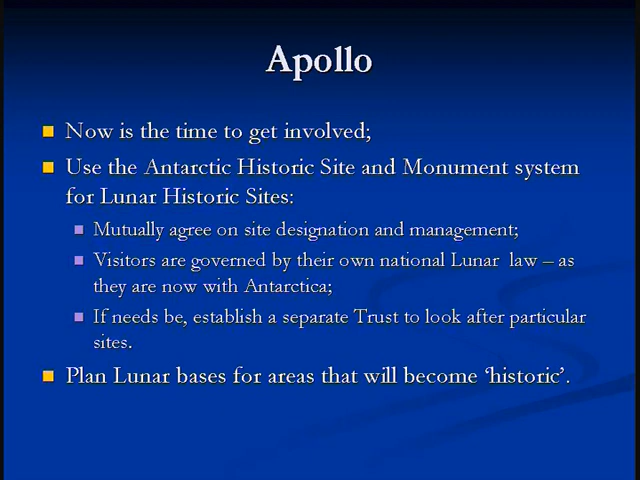 Apollo
Now is the time to get involved;
Use the Antarctic Historic Site and Monument system
for Lunar Historic Sites:
Mutually agree on site designation and management;
Visitors are governed by their own national Lunar law – as
they are now with Antarctica;
If needs be, establish a separate Trust to look after particular
sites.
Plan Lunar bases for areas that will become ‘historic’.